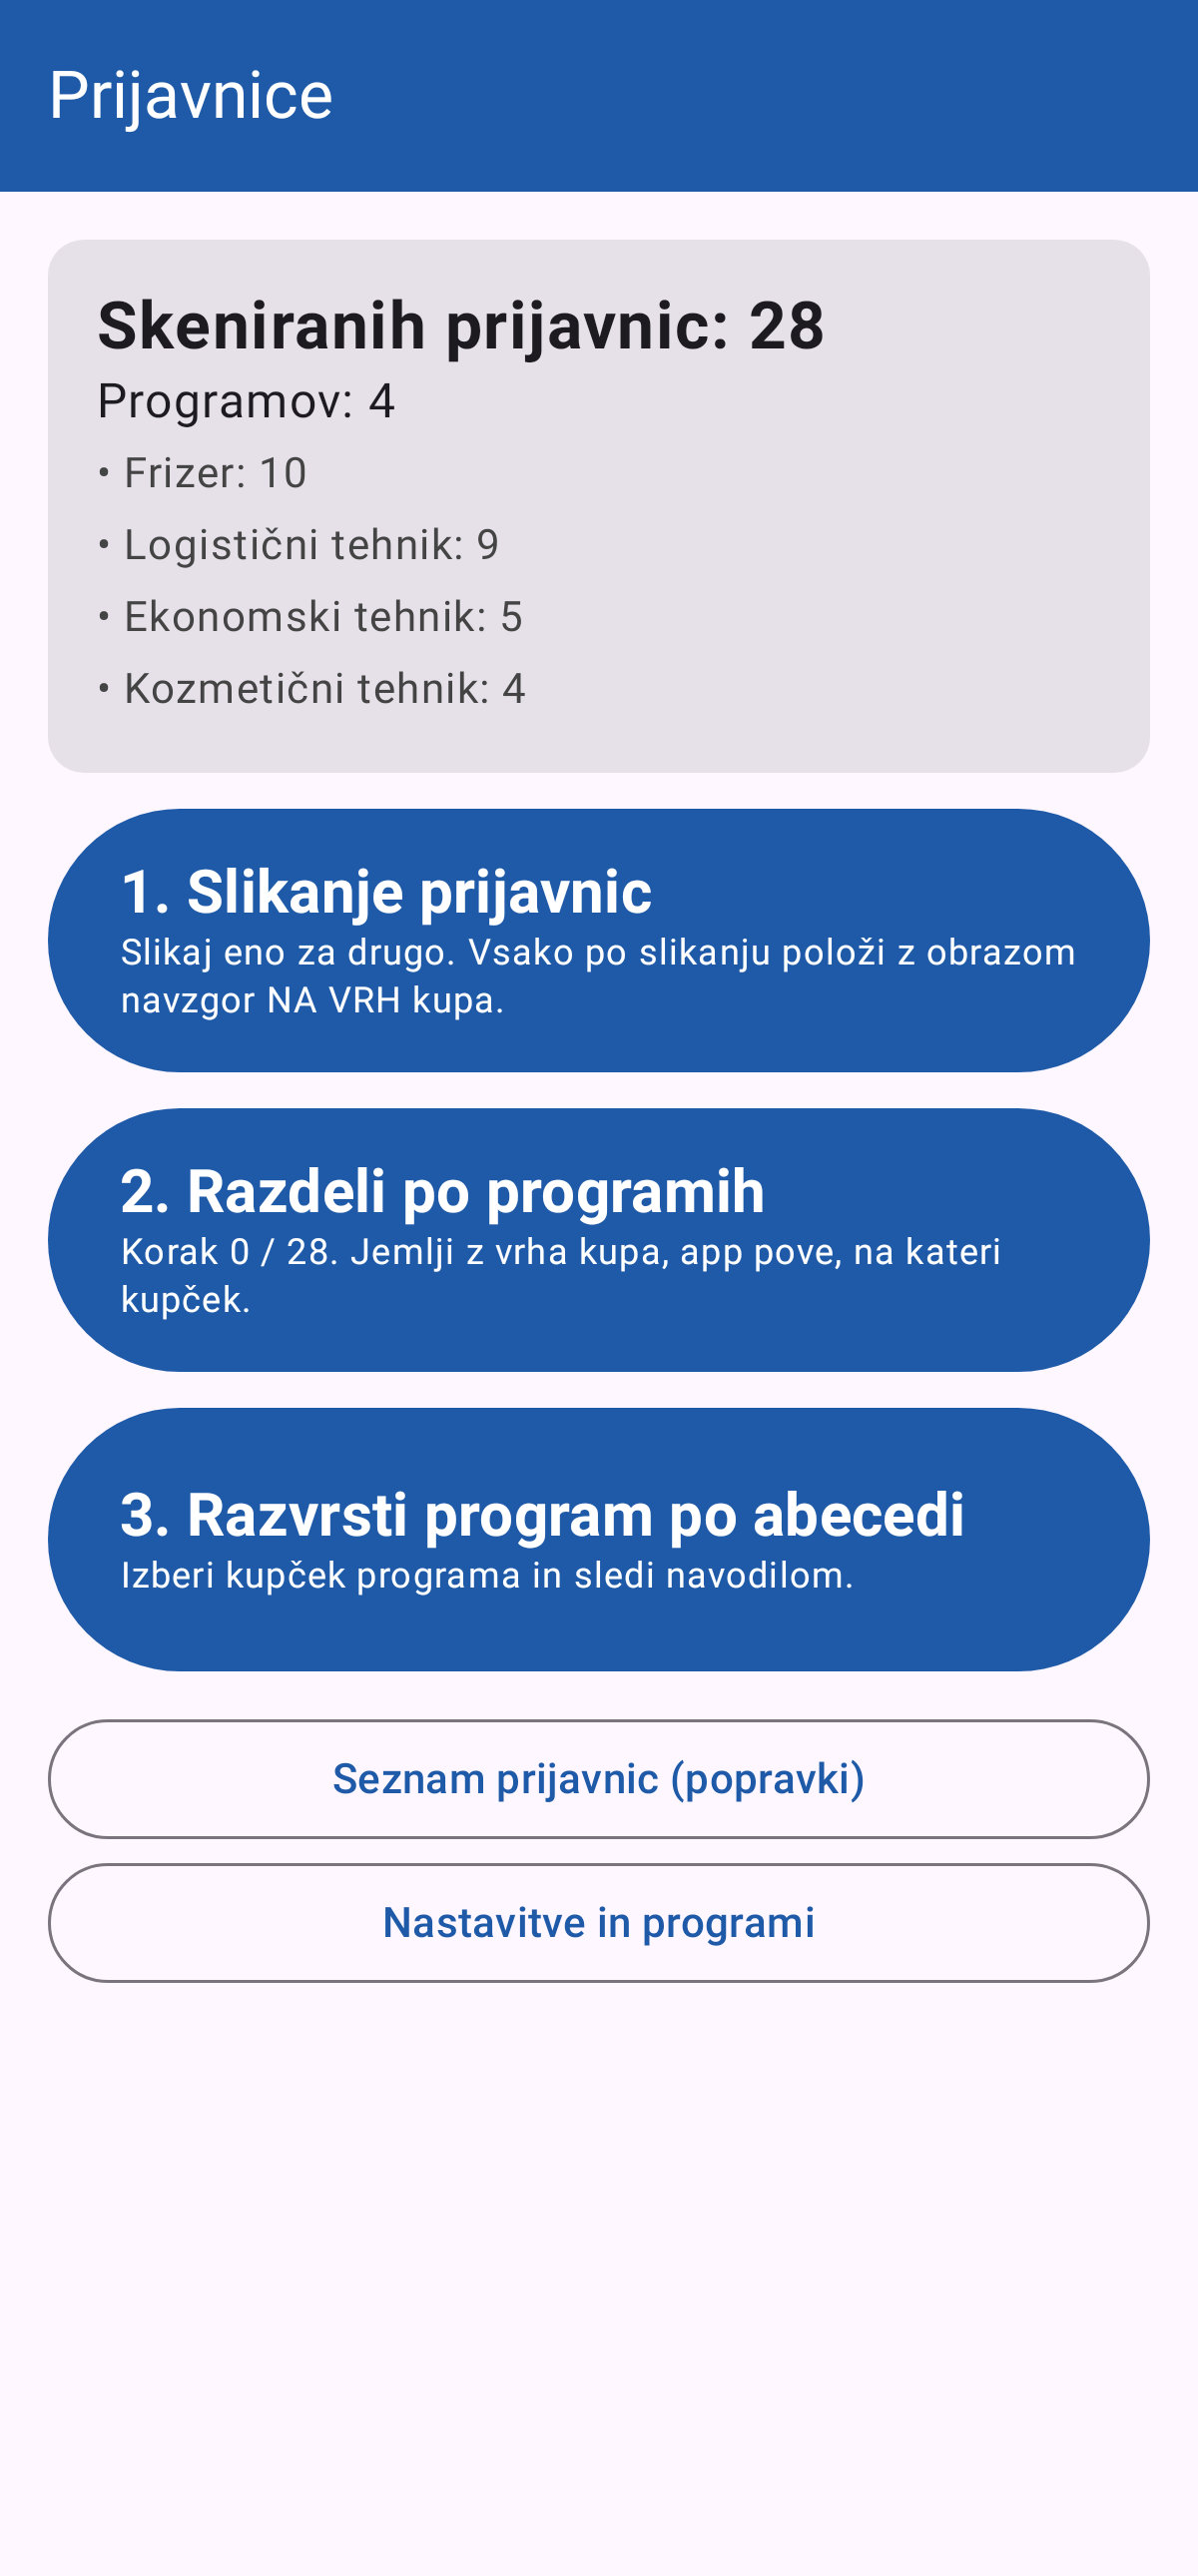 Prijavnice
Skeniranih prijavnic: 28
Programov: 4
• Frizer: 10
• Logistični tehnik: 9
• Ekonomski tehnik: 5
• Kozmetični tehnik: 4
1. Slikanje prijavnic
Slikaj eno za drugo. Vsako po slikanju položi z obrazom
navzgor NA VRH kupa.
2. Razdeli po programih
Korak 0 / 28. Jemlji z vrha kupa, app pove, na kateri
kupček.
3. Razvrsti program po abecedi
Izberi kupček programa in sledi navodilom.
Seznam prijavnic (popravki)
Nastavitve in programi